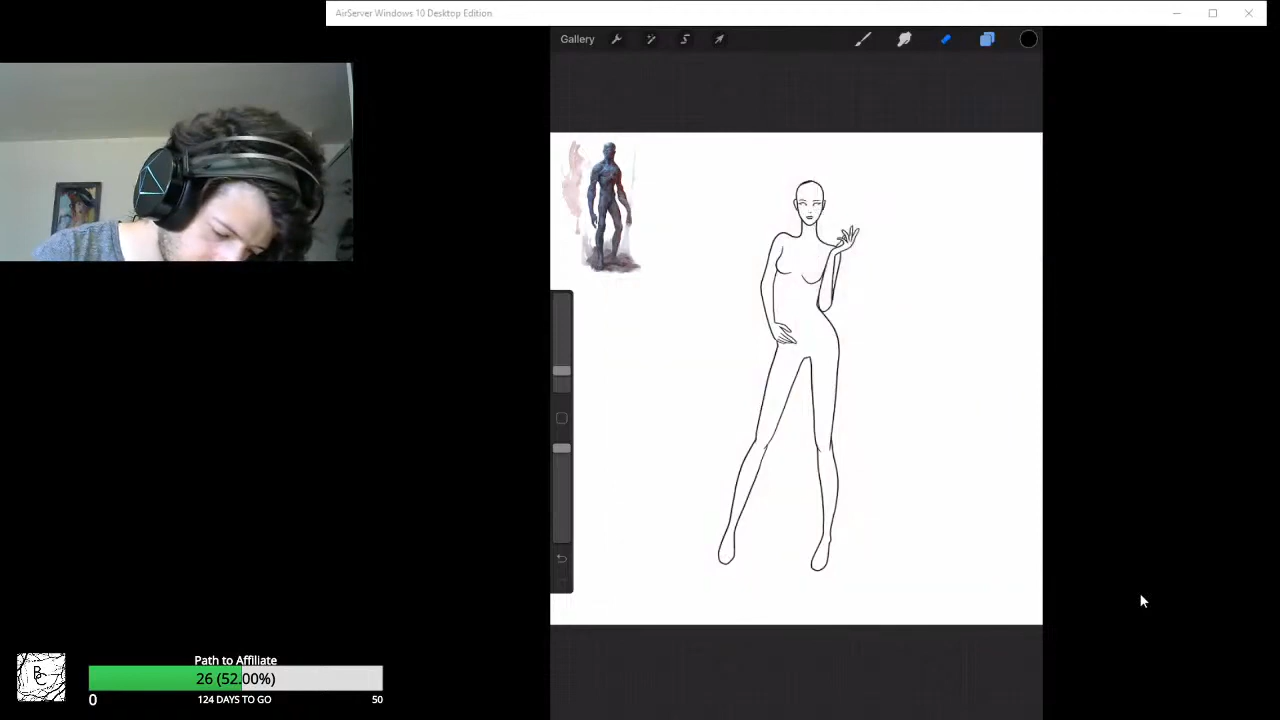 AirServer Windows 10 Desktop Edition
Gallery
Path to Affiliate
26 (52.00%)
0
124 DAYS TO GO
50